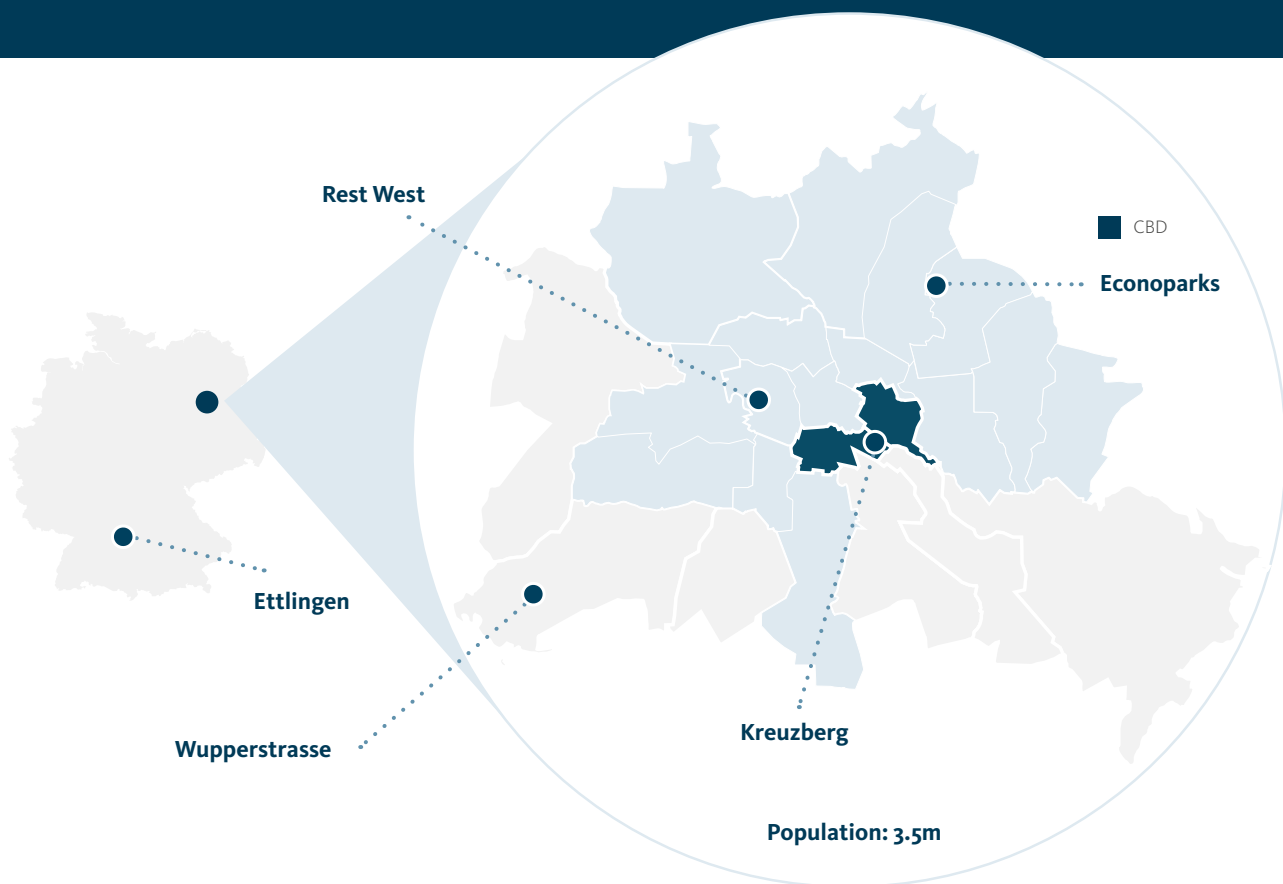 Rest West
CBD
Econoparks
Ettlingen
Kreuzberg
Wupperstrasse
Population: 3.5m